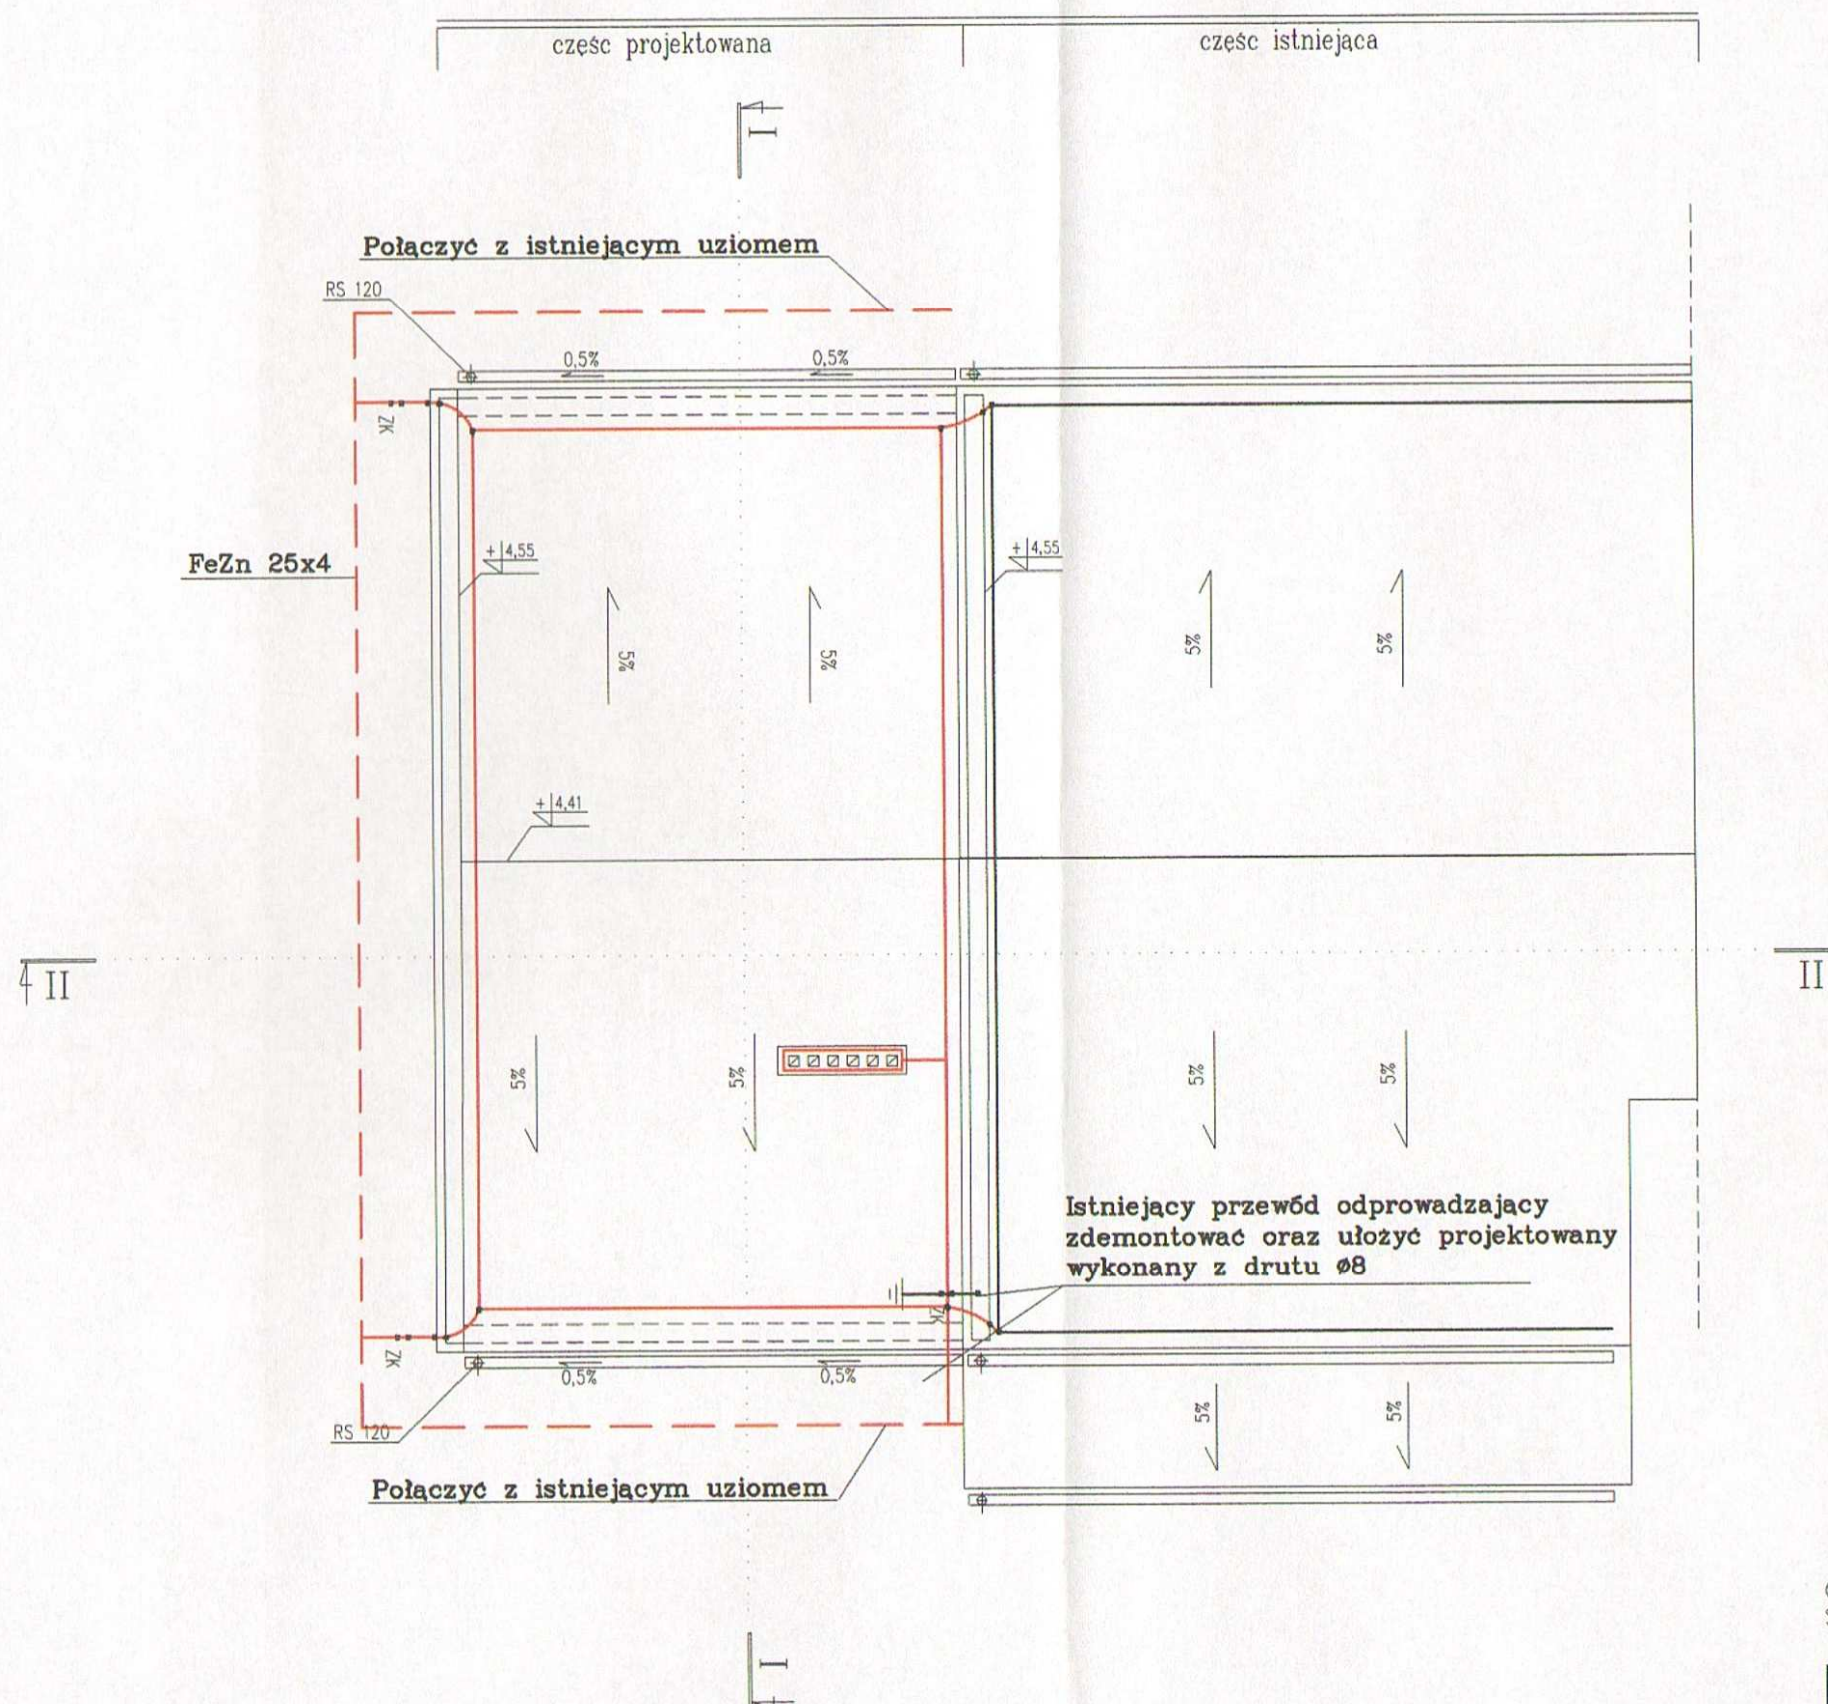 częśc projektowana
częśc istniejąca
I
Połączyć z istniejącym uziomem
RS 120
0,5%
0,5%
ZK
FeZn 25x4
+4,55
+4,55
5%
5%
5%
5%
+4,41
II
II
5%
5%
5%
5%
Istniejący przewód odprowadzający
zdemontować oraz ułożyć projektowany
wykonany z drutu ø8
ZK
ZK
0,5%
0,5%
5%
5%
RS 120
Połączyć z istniejącym uziomem
I